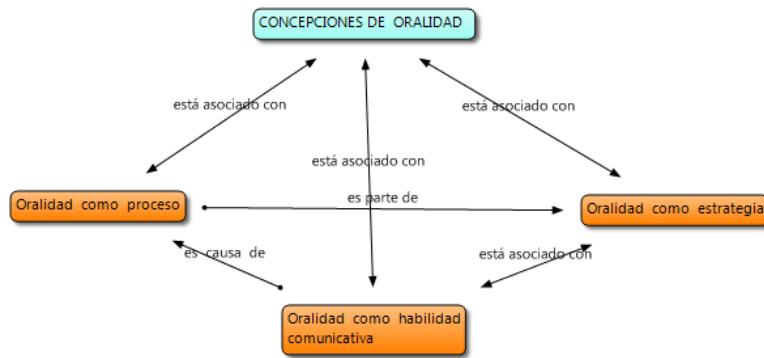 CONCEPCIONES DE ORALIDAD
está asociado con
está asociado con
está asociado con
Oralidad como proceso
es parte de
Oralidad como estrategia
es causa de
está asociado con
Oralidad como habilidad
comunicativa